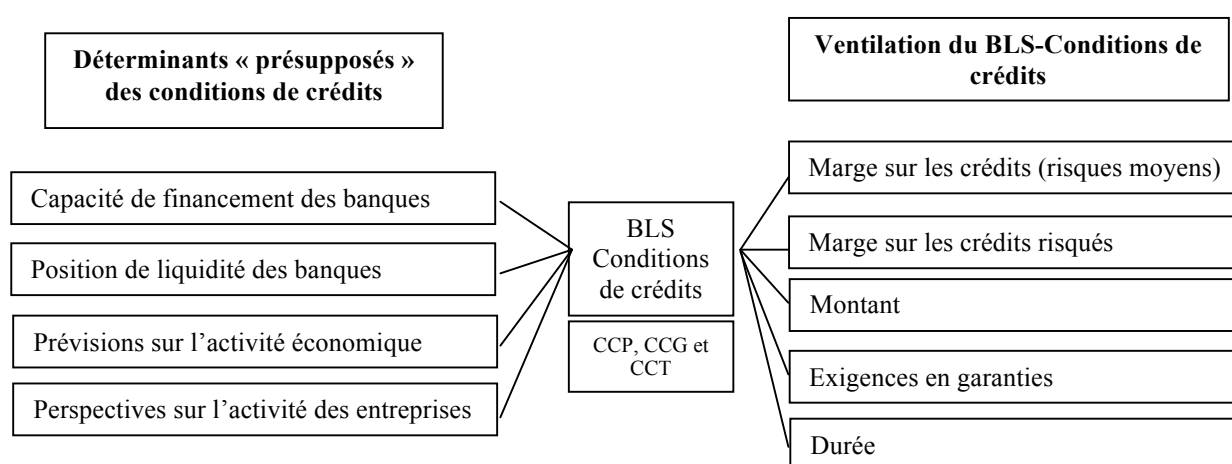 Déterminants « présupposés »
des conditions de crédits
Capacité de financement des banques
Position de liquidité des banques
Prévisions sur l’activité économique
Perspectives sur l’activité des entreprises
BLS
Conditions
de crédits
CCP, CCG et
CCT
Ventilation du BLS-Conditions de
crédits
Marge sur les crédits (risques moyens)
Marge sur les crédits risqués
Montant
Exigences en garanties
Durée